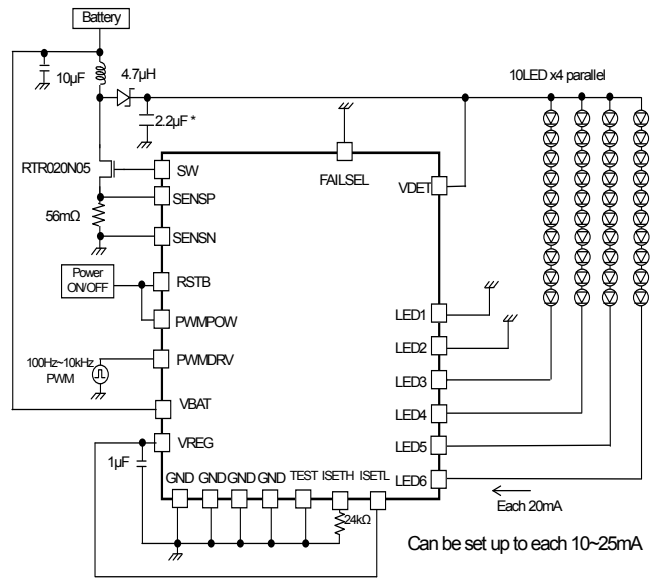 Battery
10μF
4.7μH
10LED x4 parallel
2.2μF *
RTR020N05
SW
FAILSEL
SENSP
VDET
56mΩ
SENSN
Power
ON/OFF
RSTB
PWMPOW
LED1
LED2
100Hz~10kHz
PWM
PWMDRV
LED3
VBAT
LED4
VREG
LED5
1μF
GND GND GND GND TEST ISETH ISETL
LED6
24kΩ
Each 20mA
Can be set up to each 10~25mA